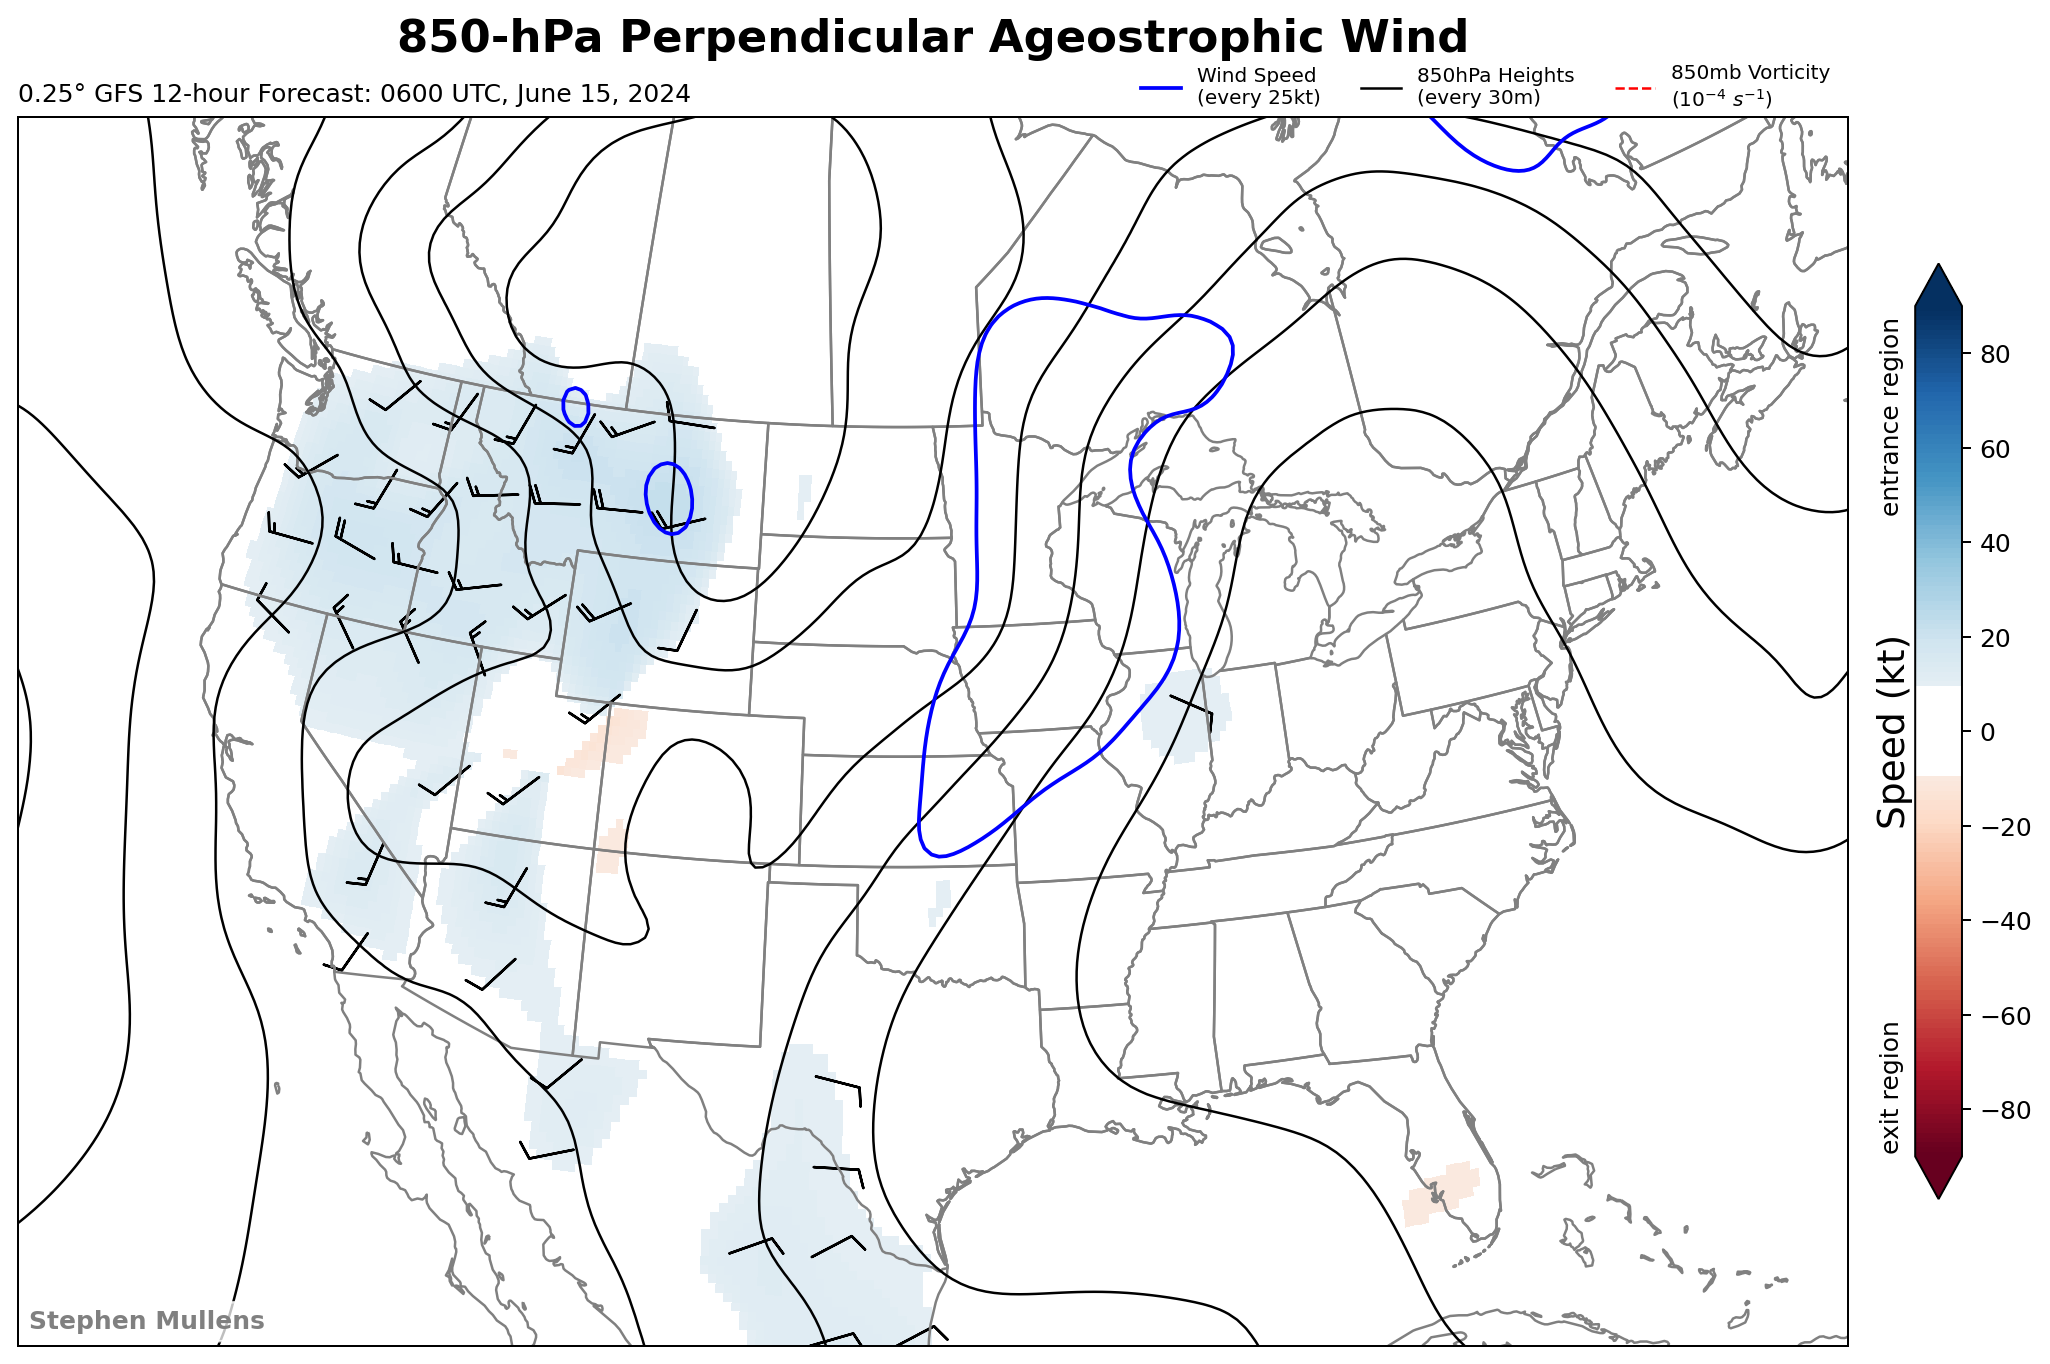 850-hPa Perpendicular Ageostrophic Wind
0.25° GFS 12-hour Forecast: 0600 UTC, June 15, 2024
Wind Speed
(every 25kt)
850hPa Heights
(every 30m)
850mb Vorticity
(10⁻⁴ s⁻¹)
entrance region
exit region
Speed (kt)
80
60
40
20
0
−20
−40
−60
−80
Stephen Mullens